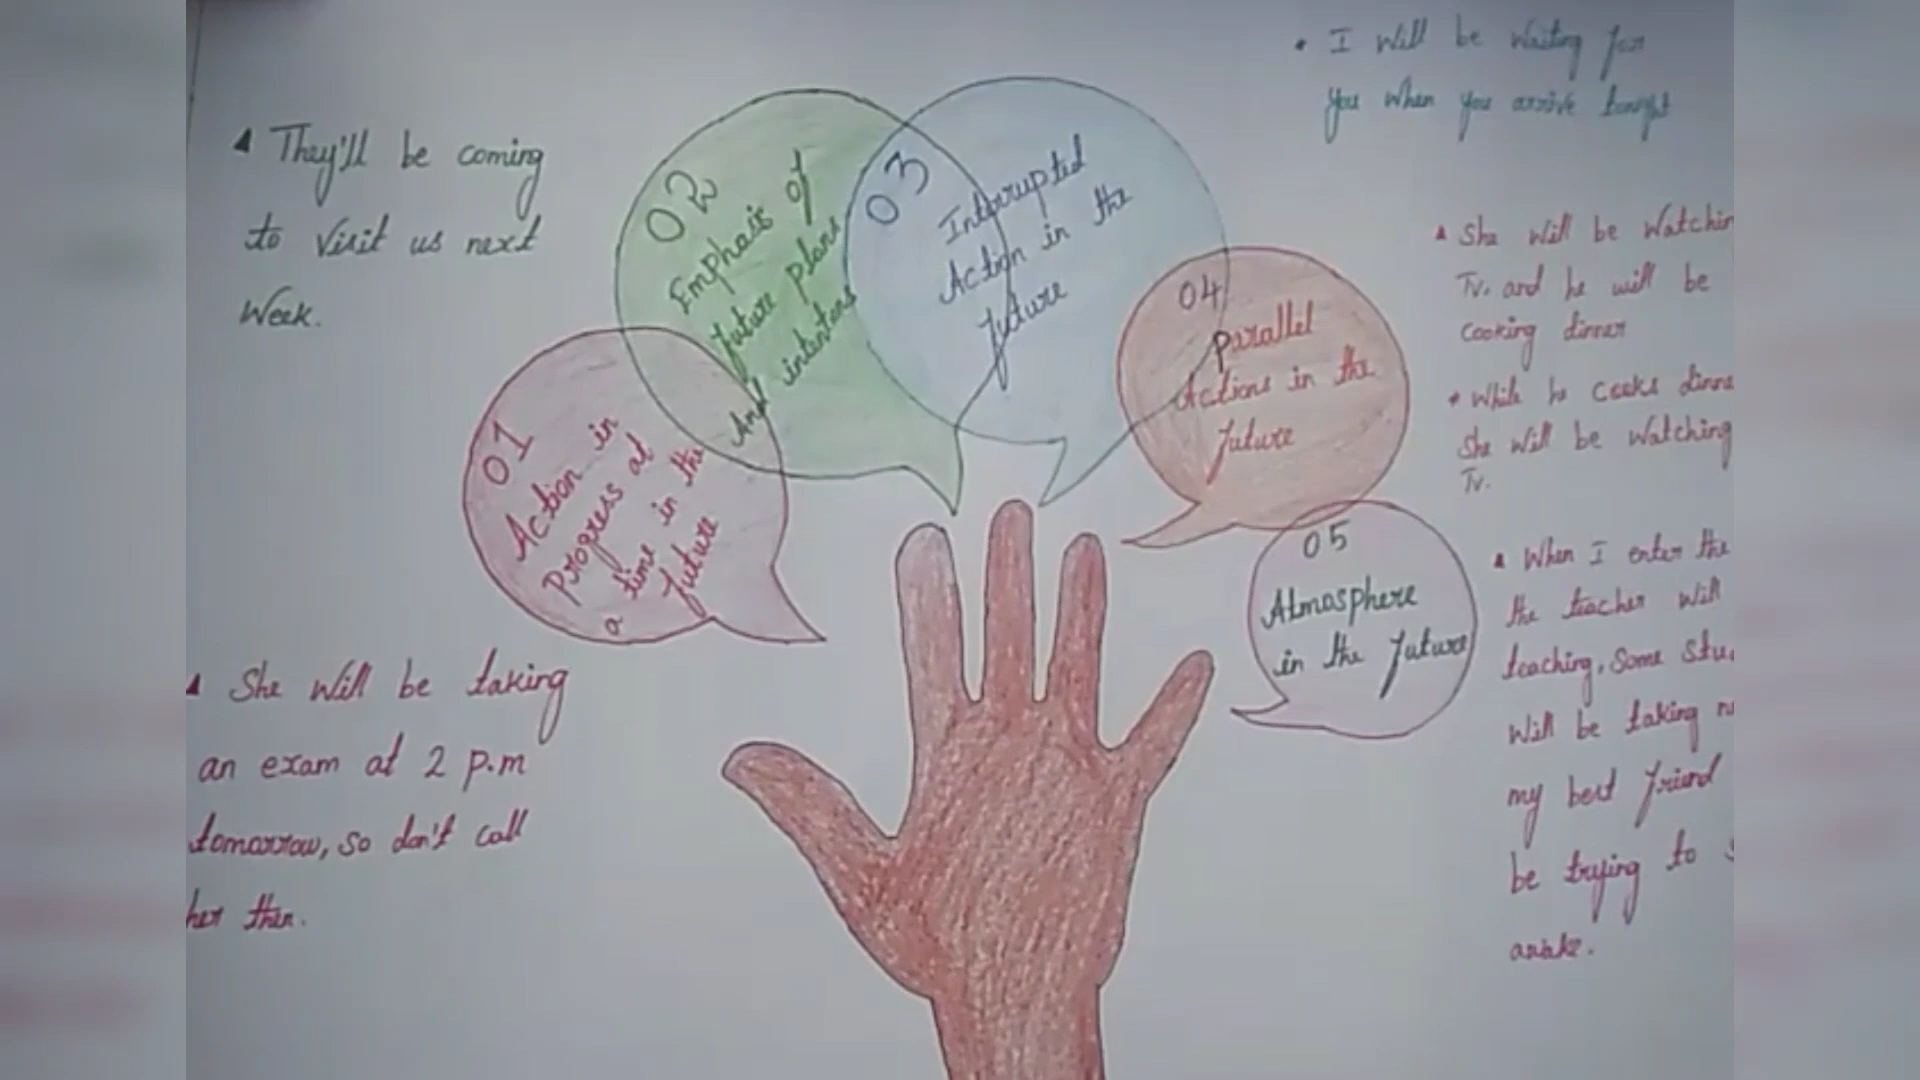 They'll be coming
to visit us next
Week.
She Will be taking
an exam at 2 p.m
tomorrow, so don't call
her then.
01
Action in
progress at
a time in the
future
02
Emphasis of
future plans
And intentons
03
Interrupted
Action in the
future
04
parallel
Actions in the
future
05
Atmosphere
in the future
I Will be Waiting for
you when you arrive tonight
She Will be Watchin
Tv. and he will be
Cooking dinner
While he cooks dinne
She Will be Watching
Tv.
When I enter the
the teacher will
teaching, Some stu
Will be taking n
my best friend
be trying to s
awake.